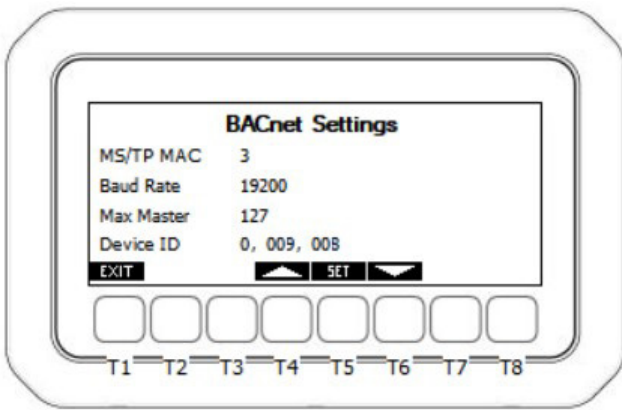 BACnet Settings
MS/TP MAC 3
Baud Rate 19200
Max Master 127
Device ID 0, 009, 008
EXIT SET
T1 T2 T3 T4 T5 T6 T7 T8